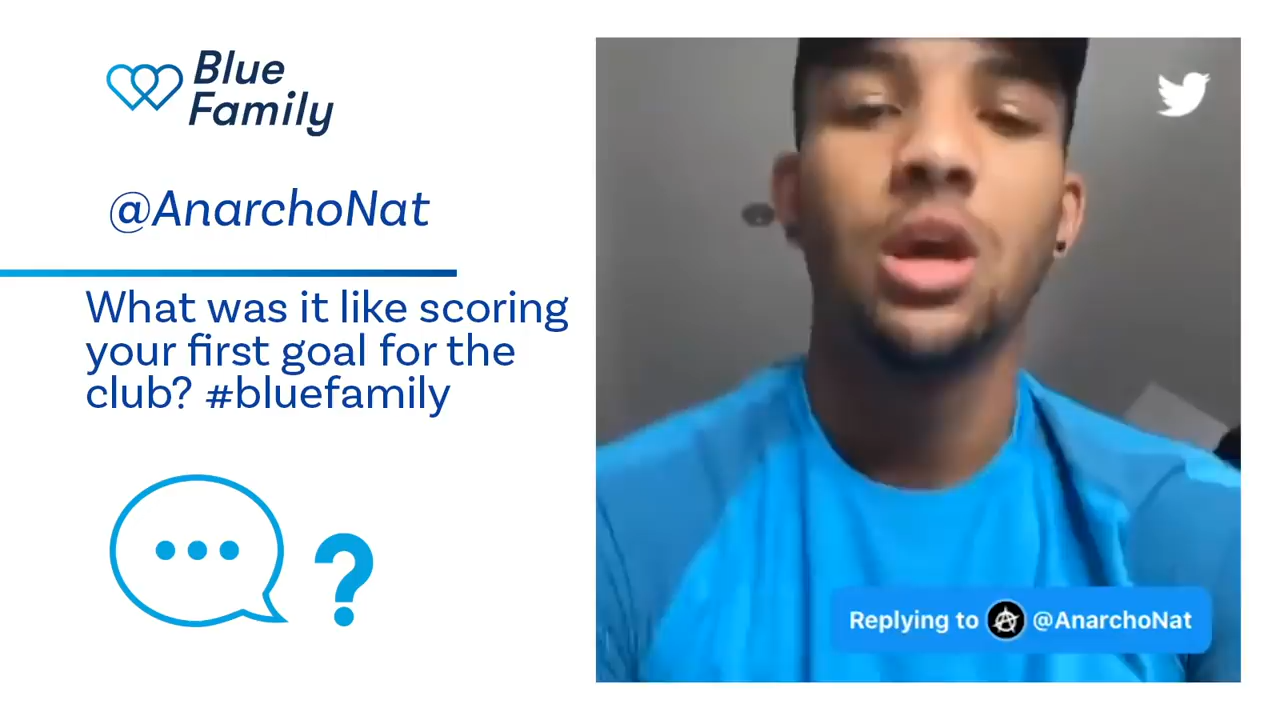 Blue
Family
@AnarchoNat
What was it like scoring
your first goal for the
club? #bluefamily
Replying to @AnarchoNat